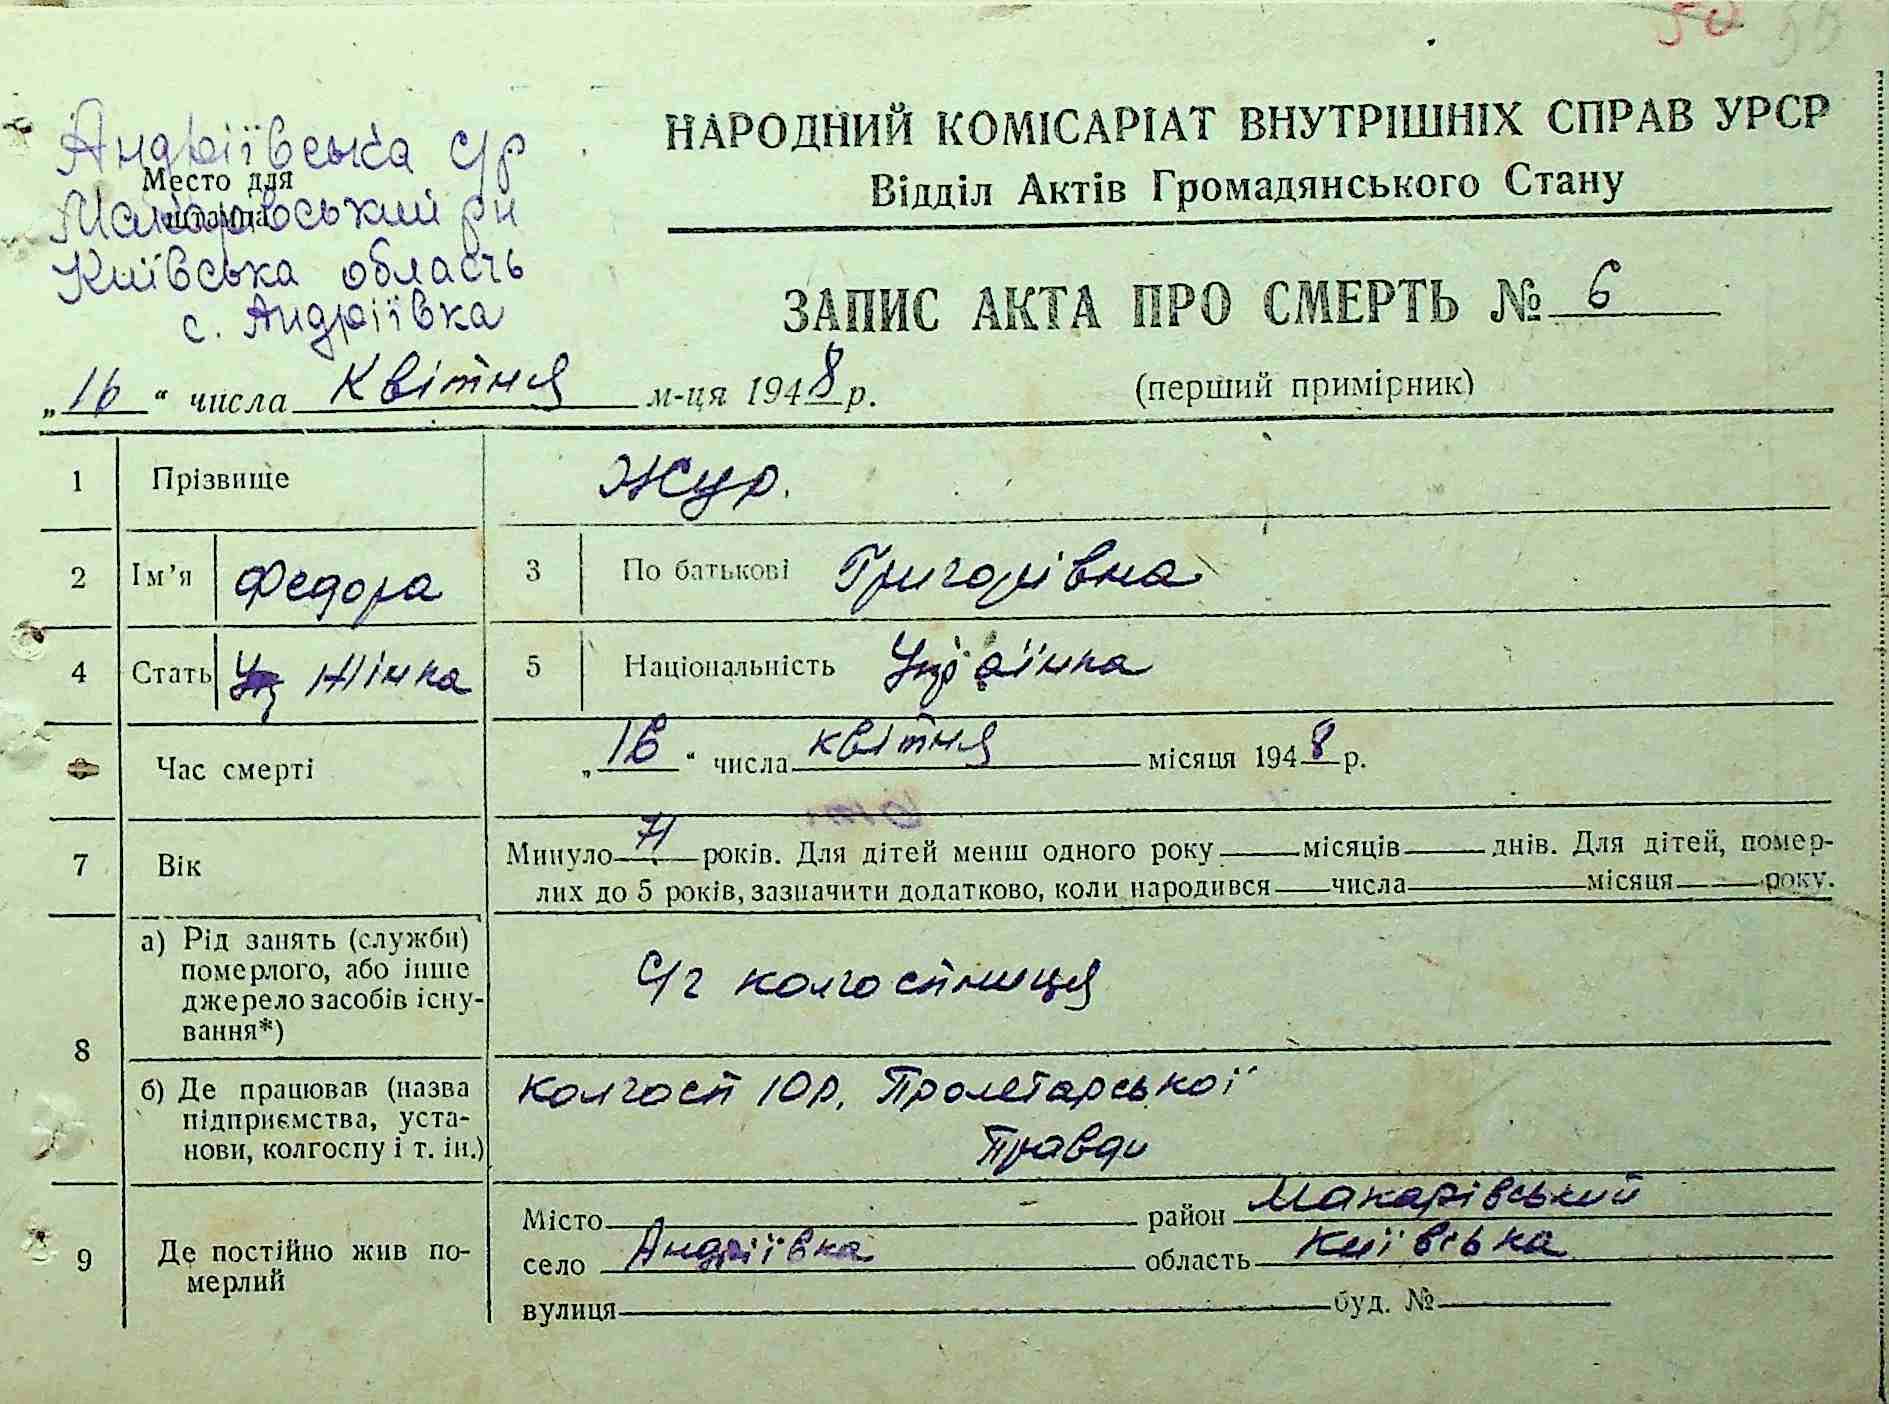 50
Андріївська с/р
Место для
штампа
Макарівський рн
Київська область
с. Андріївка
НАРОДНИЙ КОМІСАРІАТ ВНУТРІШНІХ СПРАВ УРСР
Відділ Актів Громадянського Стану
ЗАПИС АКТА ПРО СМЕРТЬ № 6
„16“ числа Квітня м-ця 1948 р.
(перший примірник)
1 Прізвище Жур.
2 Ім’я Федора 3 По батькові Григорівна
4 Стать Жінка 5 Національність Українка
Час смерті „16“ числа квітня місяця 1948 р.
7 Вік Минуло 71 років. Для дітей менш одного року місяців днів. Для дітей, помер-
лих до 5 років, зазначити додатково, коли народився числа місяця року.
8
а) Рід занять (служби)
померлого, або інше
джерело засобів існу-
вання*)
С/г колгоспниця
б) Де працював (назва
підприємства, уста-
нови, колгоспу і т. ін.)
колгосп 10 р. Пролетарської
Правди
9 Де постійно жив по-
мерлий
Місто район Макарівський
село Андріївка область Київська
вулиця буд. №